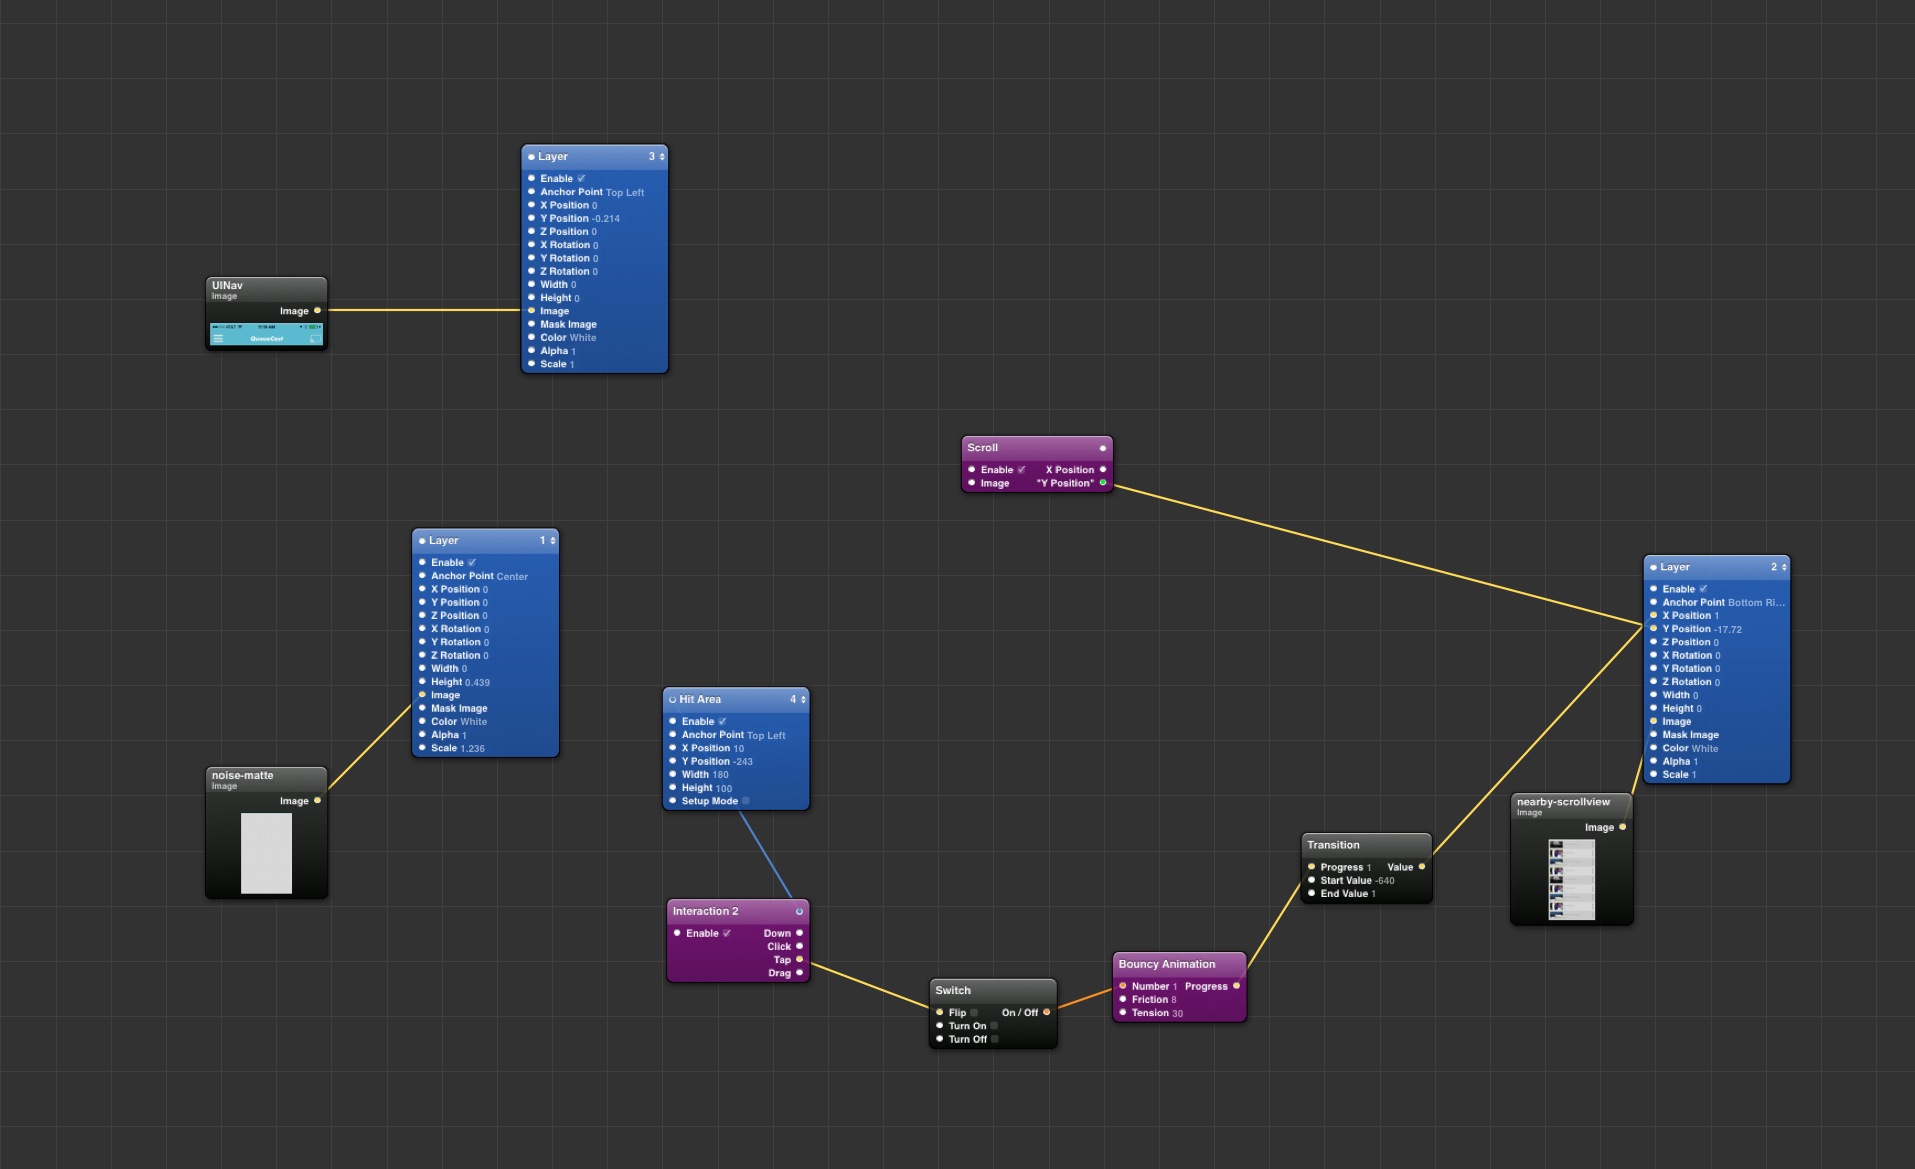 Layer 3
Enable
Anchor Point Top Left
X Position 0
Y Position -0.214
Z Position 0
X Rotation 0
Y Rotation 0
Z Rotation 0
Width 0
Height 0
Image
Mask Image
Color White
Alpha 1
Scale 1
UINav
Image
Image
AT&T 11:15 AM
QueueCast
Scroll
Enable X Position
Image "Y Position"
Layer 1
Enable
Anchor Point Center
X Position 0
Y Position 0
Z Position 0
X Rotation 0
Y Rotation 0
Z Rotation 0
Width 0
Height 0.439
Image
Mask Image
Color White
Alpha 1
Scale 1.236
noise-matte
Image
Image
Hit Area 4
Enable
Anchor Point Top Left
X Position 10
Y Position -243
Width 180
Height 100
Setup Mode
Interaction 2
Enable Down
Click
Tap
Drag
Switch
Flip On / Off
Turn On
Turn Off
Bouncy Animation
Number 1 Progress
Friction 8
Tension 30
Transition
Progress 1 Value
Start Value -640
End Value 1
Layer 2
Enable
Anchor Point Bottom Ri...
X Position 1
Y Position -17.72
Z Position 0
X Rotation 0
Y Rotation 0
Z Rotation 0
Width 0
Height 0
Image
Mask Image
Color White
Alpha 1
Scale 1
nearby-scrollview
Image
Image